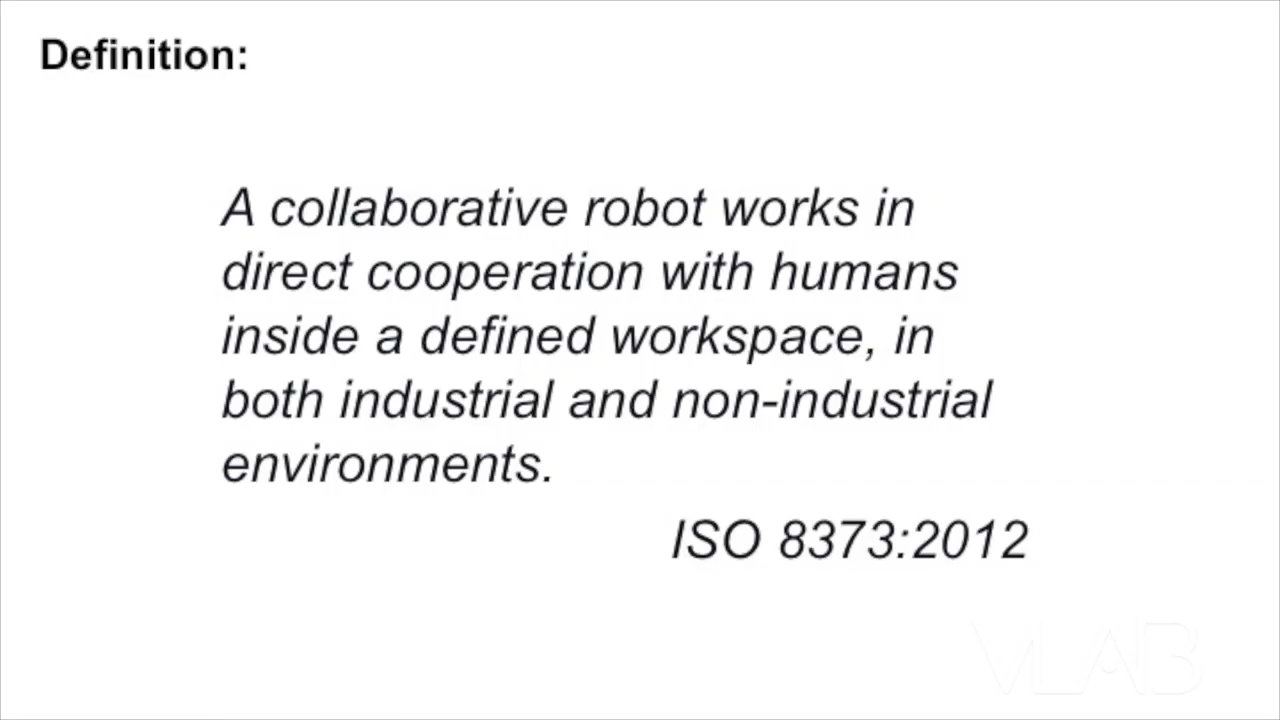 Definition:
A collaborative robot works in
direct cooperation with humans
inside a defined workspace, in
both industrial and non-industrial
environments.
ISO 8373:2012
VLAB